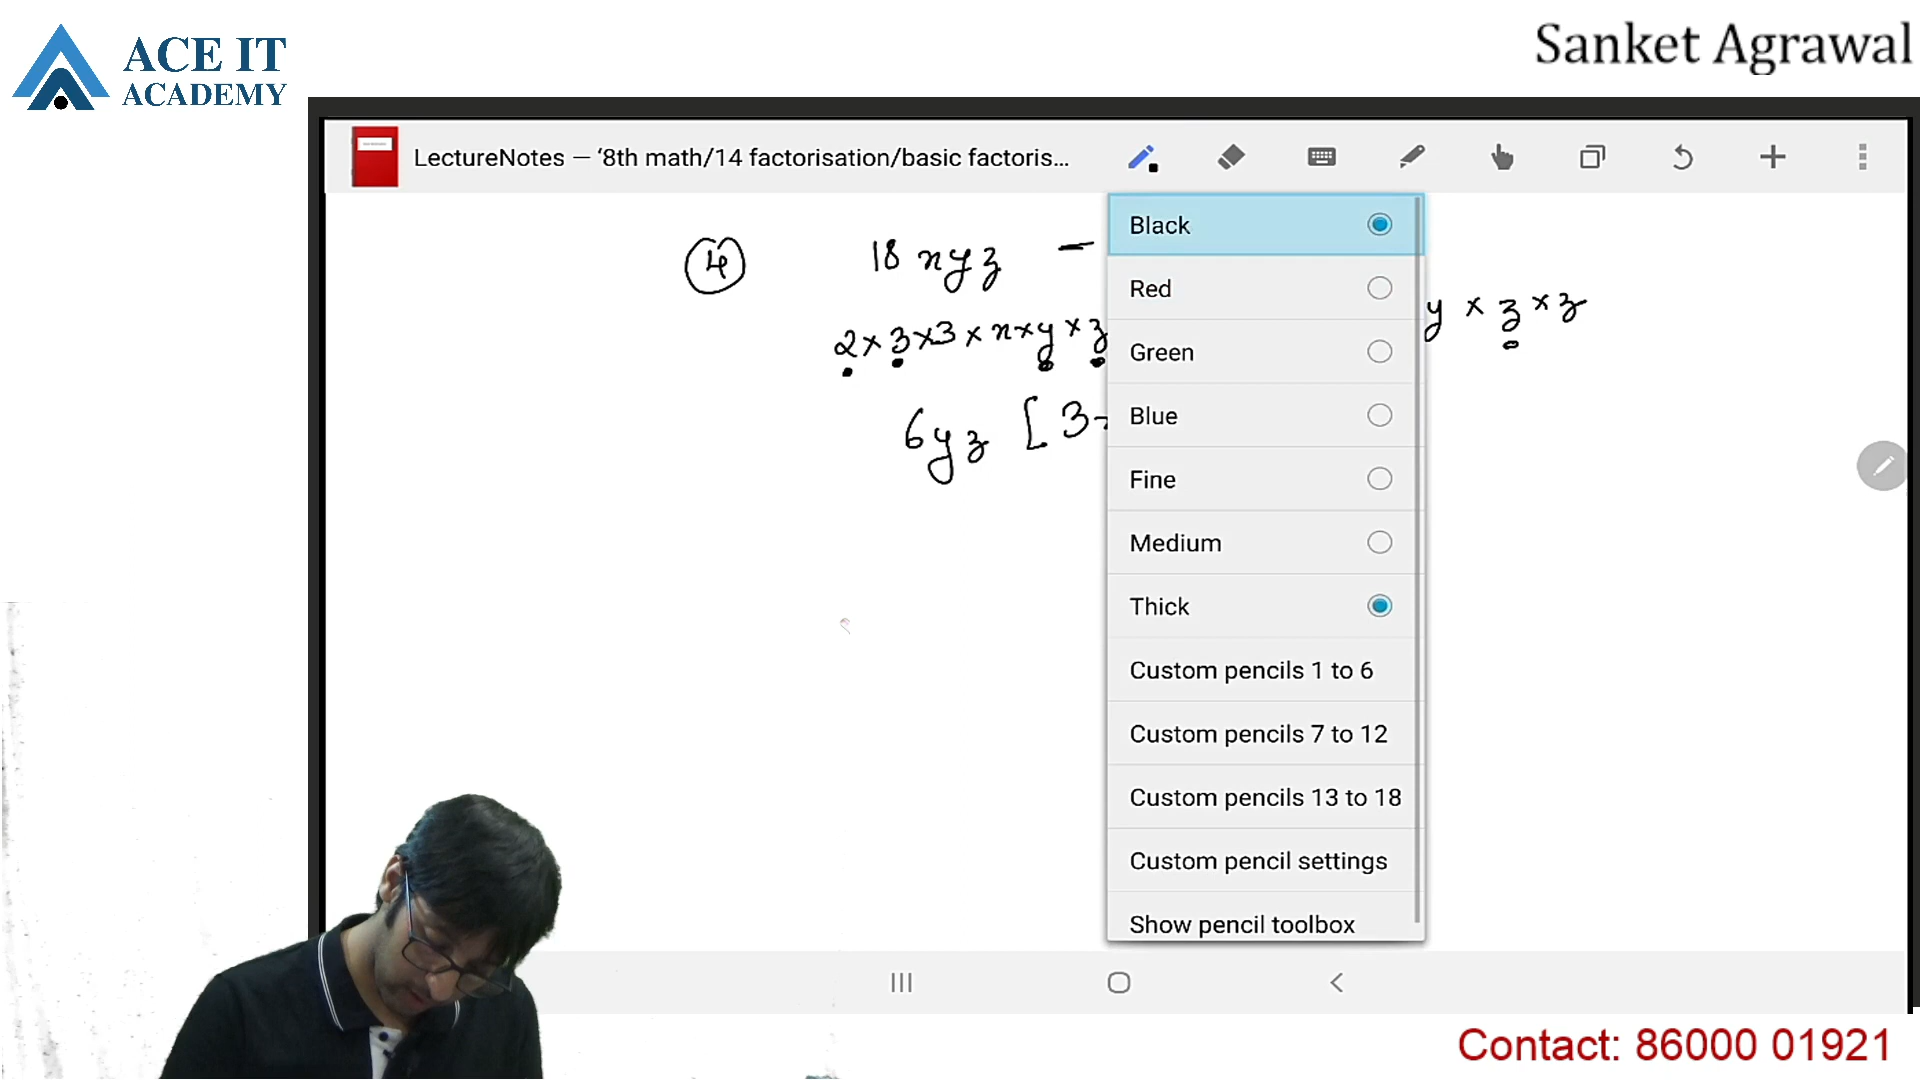 ACE IT
ACADEMY
Sanket Agrawal
LectureNotes — ‘8th math/14 factorisation/basic factoris...
④ 18 xyz –
2 × 3 × 3 × x × y × z
y × z × z
6yz [ 3
Black
Red
Green
Blue
Fine
Medium
Thick
Custom pencils 1 to 6
Custom pencils 7 to 12
Custom pencils 13 to 18
Custom pencil settings
Show pencil toolbox
Contact: 86000 01921